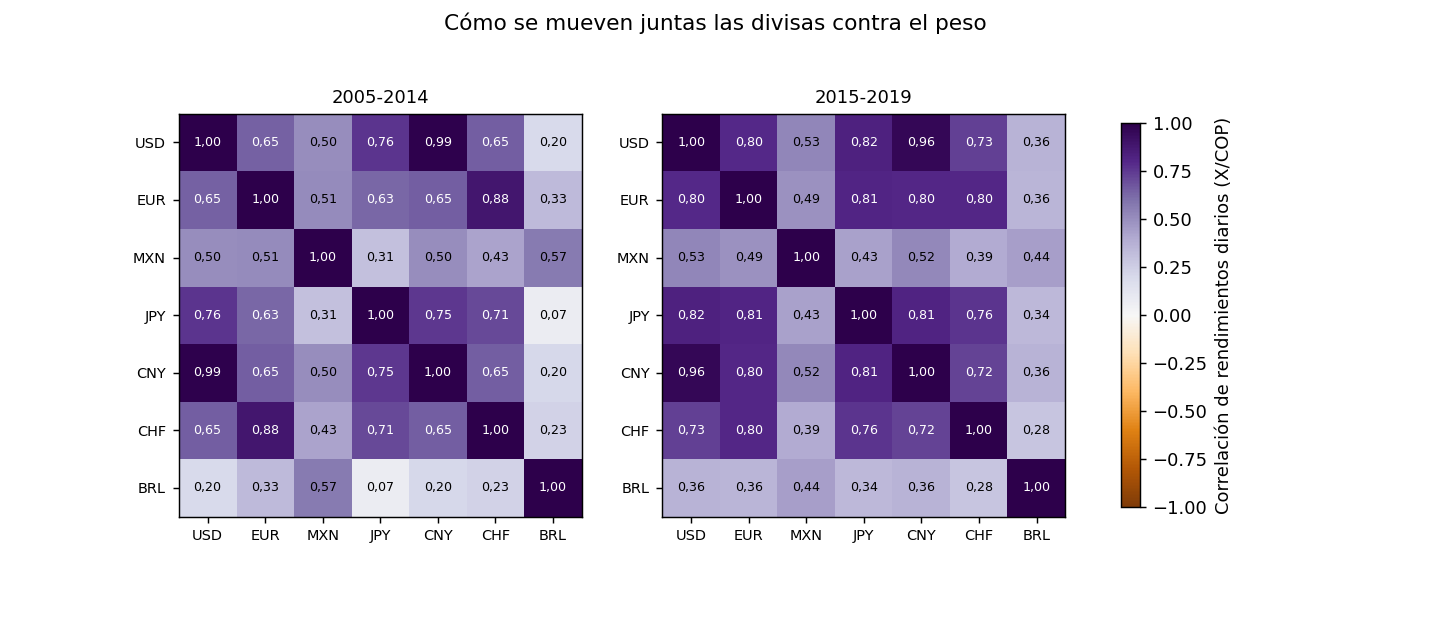 Cómo se mueven juntas las divisas contra el peso
2005-2014
USD 1,00 0,65 0,50 0,76 0,99 0,65 0,20
EUR 0,65 1,00 0,51 0,63 0,65 0,88 0,33
MXN 0,50 0,51 1,00 0,31 0,50 0,43 0,57
JPY 0,76 0,63 0,31 1,00 0,75 0,71 0,07
CNY 0,99 0,65 0,50 0,75 1,00 0,65 0,20
CHF 0,65 0,88 0,43 0,71 0,65 1,00 0,23
BRL 0,20 0,33 0,57 0,07 0,20 0,23 1,00
USD EUR MXN JPY CNY CHF BRL
2015-2019
USD 1,00 0,80 0,53 0,82 0,96 0,73 0,36
EUR 0,80 1,00 0,49 0,81 0,80 0,80 0,36
MXN 0,53 0,49 1,00 0,43 0,52 0,39 0,44
JPY 0,82 0,81 0,43 1,00 0,81 0,76 0,34
CNY 0,96 0,80 0,52 0,81 1,00 0,72 0,36
CHF 0,73 0,80 0,39 0,76 0,72 1,00 0,28
BRL 0,36 0,36 0,44 0,34 0,36 0,28 1,00
USD EUR MXN JPY CNY CHF BRL
1.00
0.75
0.50
0.25
0.00
−0.25
−0.50
−0.75
−1.00
Correlación de rendimientos diarios (X/COP)